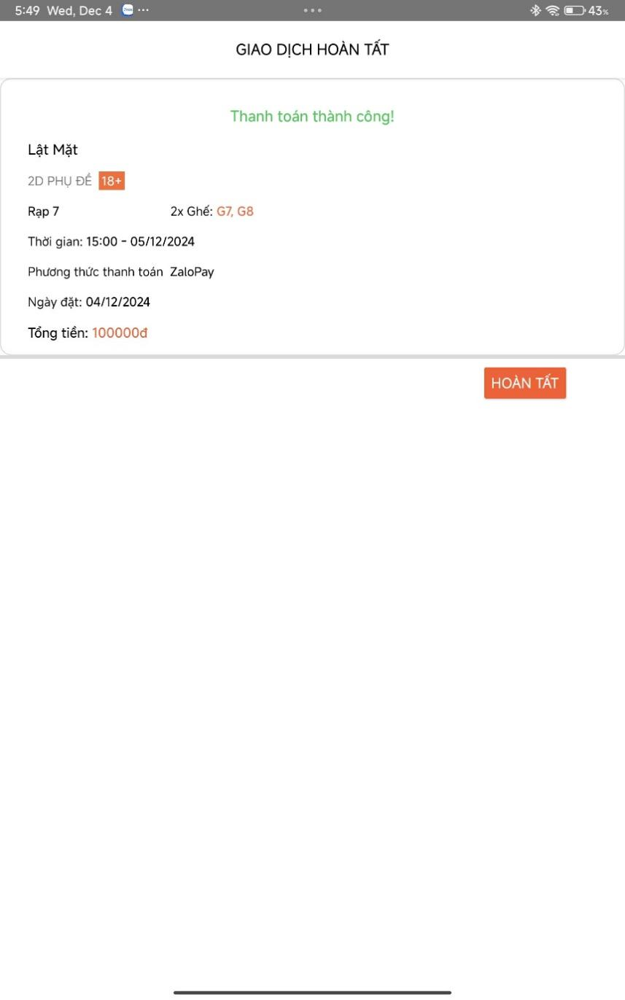 5:49 Wed, Dec 4 ...
43%
GIAO DỊCH HOÀN TẤT
Thanh toán thành công!
Lật Mặt
2D PHỤ ĐỀ 18+
Rạp 7 2x Ghế: G7, G8
Thời gian: 15:00 - 05/12/2024
Phương thức thanh toán ZaloPay
Ngày đặt: 04/12/2024
Tổng tiền: 100000đ
HOÀN TẤT